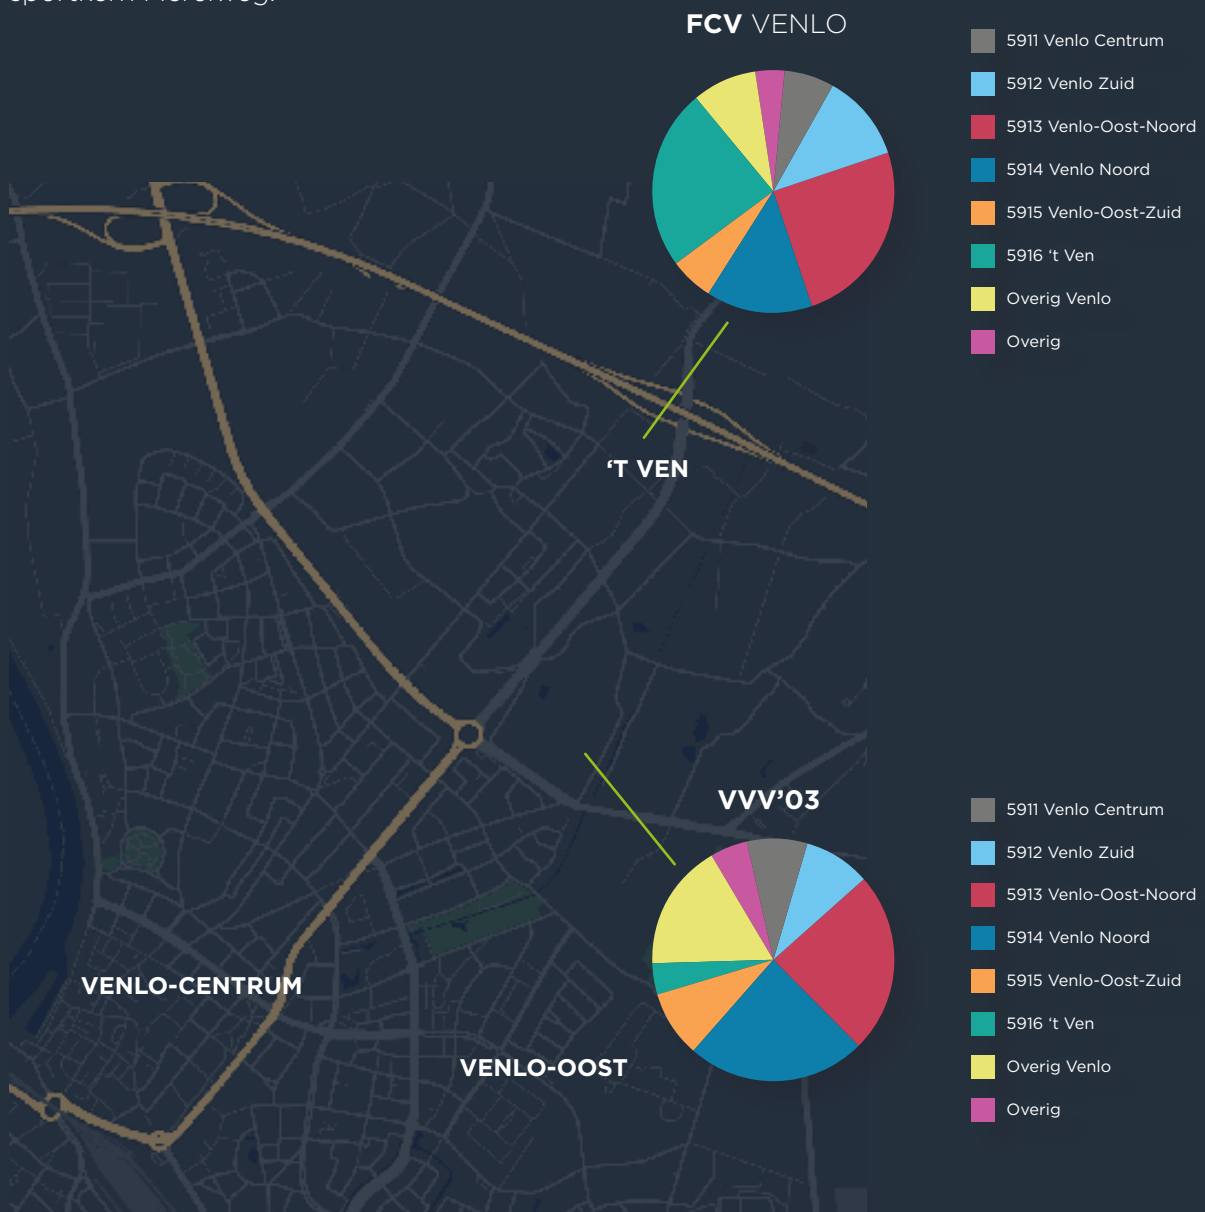 FCV VENLO
5911 Venlo Centrum
5912 Venlo Zuid
5913 Venlo-Oost-Noord
5914 Venlo Noord
5915 Venlo-Oost-Zuid
5916 ‘t Ven
Overig Venlo
Overig
‘T VEN
VVV’03
5911 Venlo Centrum
5912 Venlo Zuid
5913 Venlo-Oost-Noord
5914 Venlo Noord
5915 Venlo-Oost-Zuid
5916 ‘t Ven
Overig Venlo
Overig
VENLO-CENTRUM
VENLO-OOST